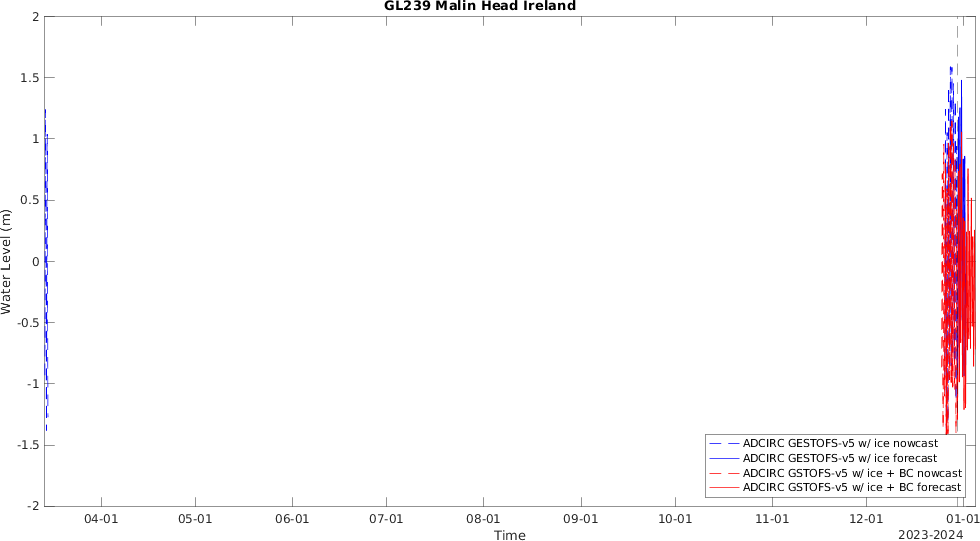 GL239 Malin Head Ireland
2
1.5
1
0.5
0
-0.5
-1
-1.5
-2
Water Level (m)
ADCIRC GESTOFS-v5 w/ ice nowcast
ADCIRC GESTOFS-v5 w/ ice forecast
ADCIRC GSTOFS-v5 w/ ice + BC nowcast
ADCIRC GSTOFS-v5 w/ ice + BC forecast
04-01 05-01 06-01 07-01 08-01 09-01 10-01 11-01 12-01 01-01
Time
2023-2024